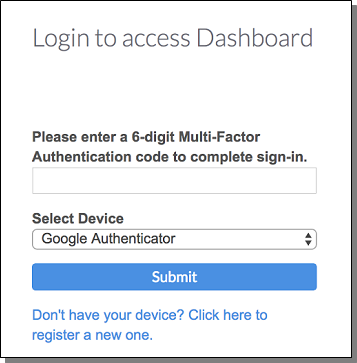 Login to access Dashboard
Please enter a 6-digit Multi-Factor
Authentication code to complete sign-in.
Select Device
Google Authenticator
Submit
Don't have your device? Click here to
register a new one.